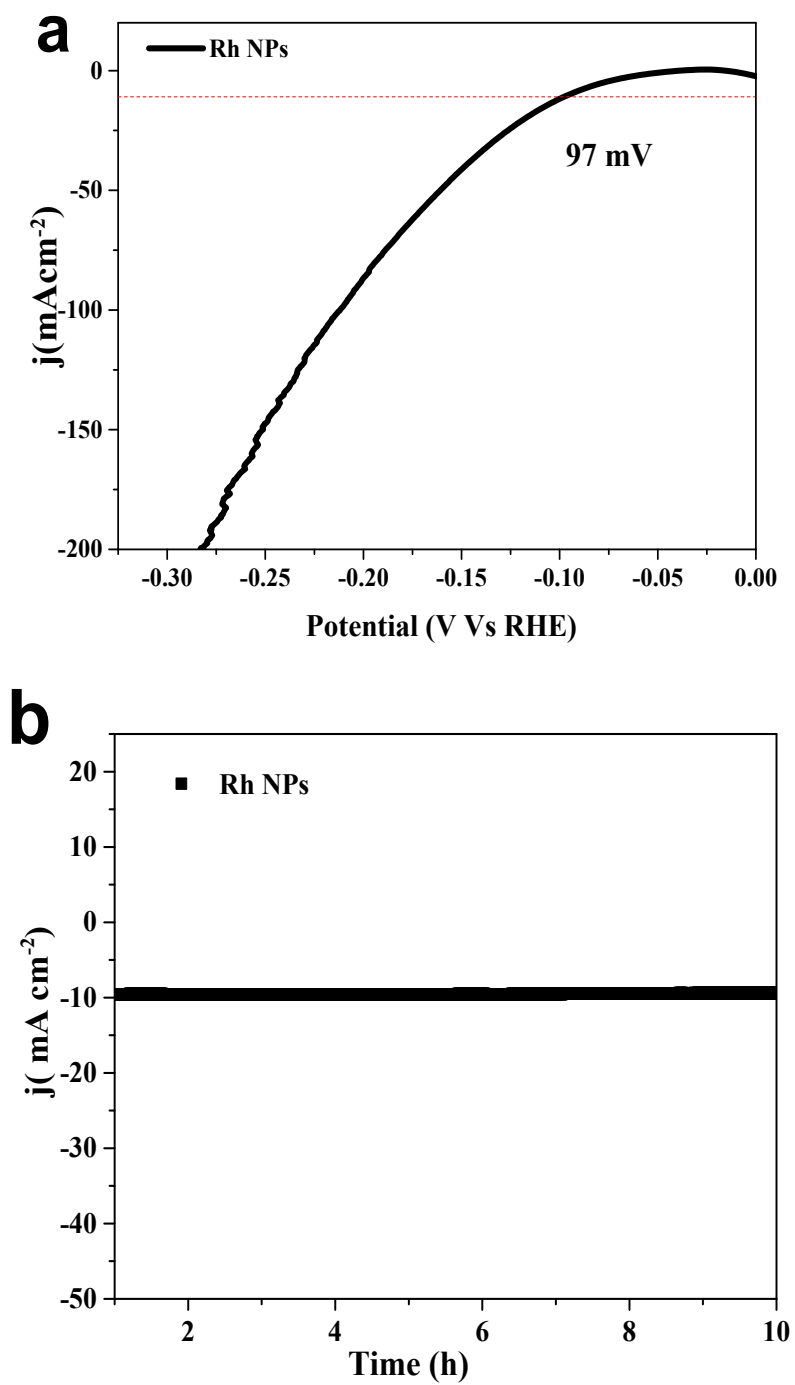 a
Rh NPs
0
-50
-100
-150
-200
97 mV
j(mAcm-2)
-0.30 -0.25 -0.20 -0.15 -0.10 -0.05 0.00
Potential (V Vs RHE)
b
Rh NPs
20
10
0
-10
-20
-30
-40
-50
j( mA cm-2)
2 4 6 8 10
Time (h)